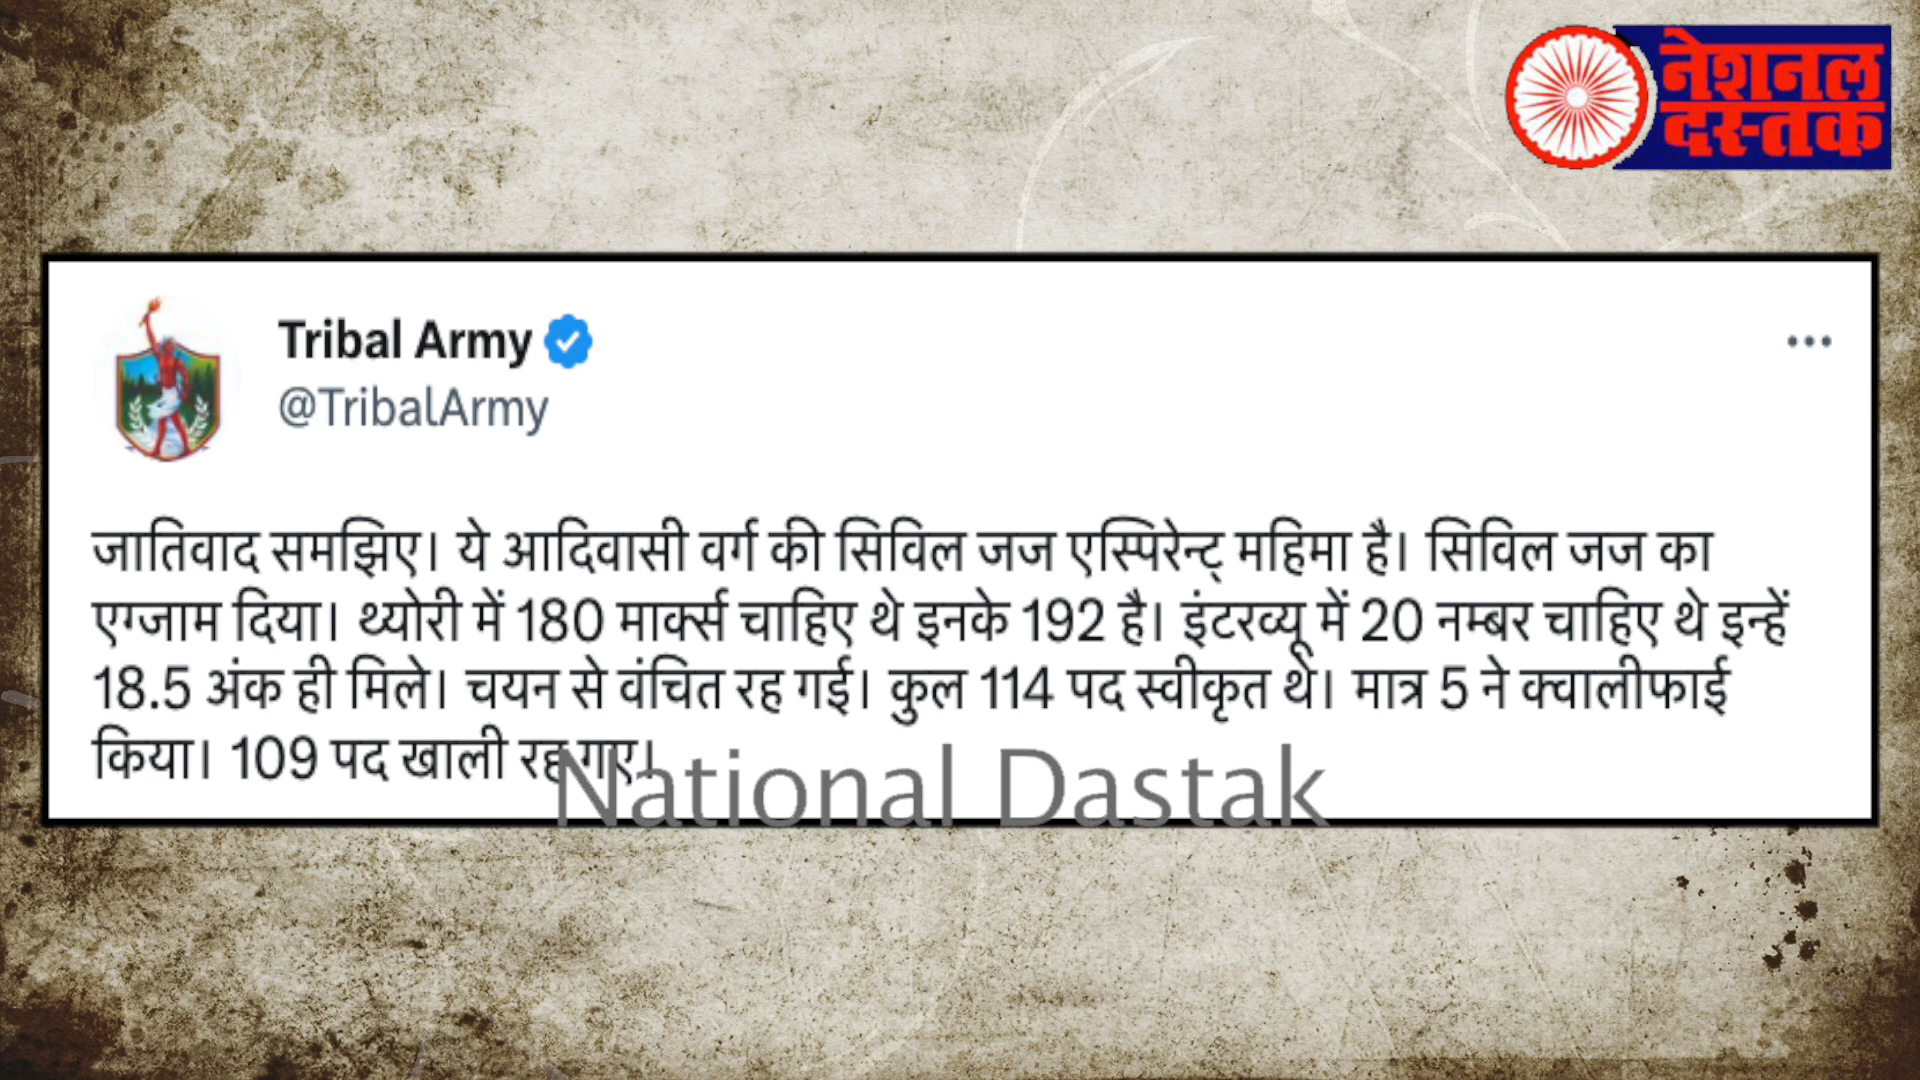 नेशनल
दस्तक
Tribal Army
@TribalArmy
जातिवाद समझिए। ये आदिवासी वर्ग की सिविल जज एस्पिरेन्ट् महिमा है। सिविल जज का
एग्जाम दिया। थ्योरी में 180 मार्क्स चाहिए थे इनके 192 है। इंटरव्यू में 20 नम्बर चाहिए थे इन्हें
18.5 अंक ही मिले। चयन से वंचित रह गई। कुल 114 पद स्वीकृत थे। मात्र 5 ने क्वालीफाई
किया। 109 पद खाली रह गए।
National Dastak